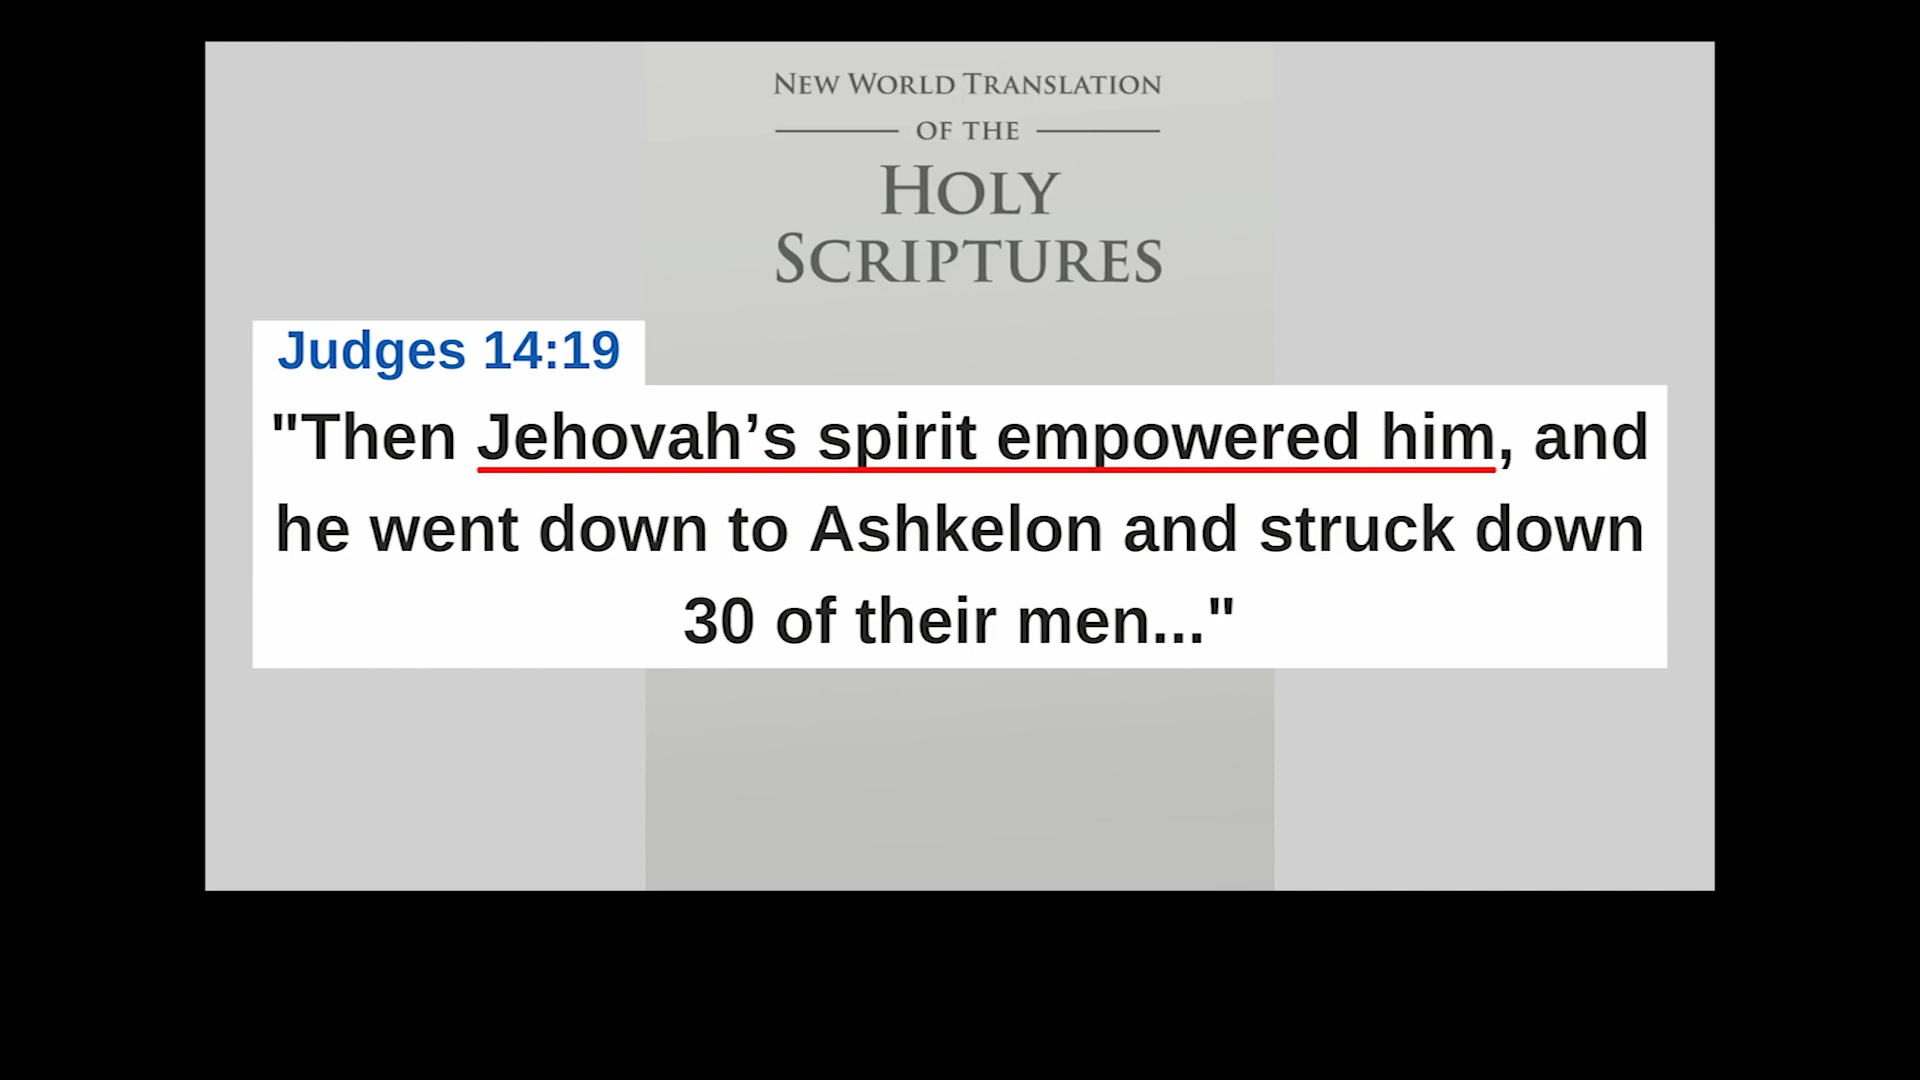 NEW WORLD TRANSLATION
OF THE
HOLY
SCRIPTURES
Judges 14:19
"Then Jehovah’s spirit empowered him, and
he went down to Ashkelon and struck down
30 of their men..."